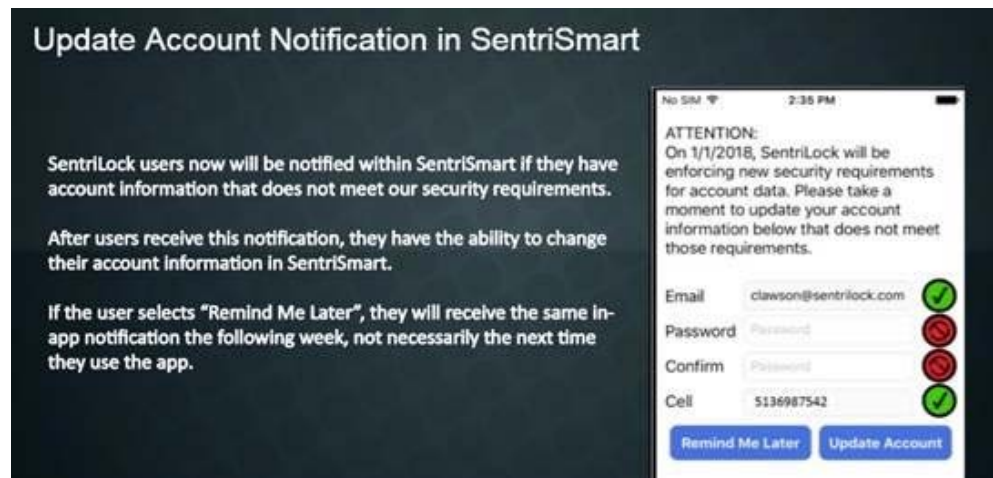 Update Account Notification in SentriSmart
SentriLock users now will be notified within SentriSmart if they have
account information that does not meet our security requirements.
After users receive this notification, they have the ability to change
their account information in SentriSmart.
If the user selects “Remind Me Later”, they will receive the same in-
app notification the following week, not necessarily the next time
they use the app.
No SIM 2:35 PM
ATTENTION:
On 1/1/2018, SentriLock will be
enforcing new security requirements
for account data. Please take a
moment to update your account
information below that does not meet
those requirements.
Email clawson@sentrilock.com
Password Password
Confirm Password
Cell 5136987542
Remind Me Later Update Account